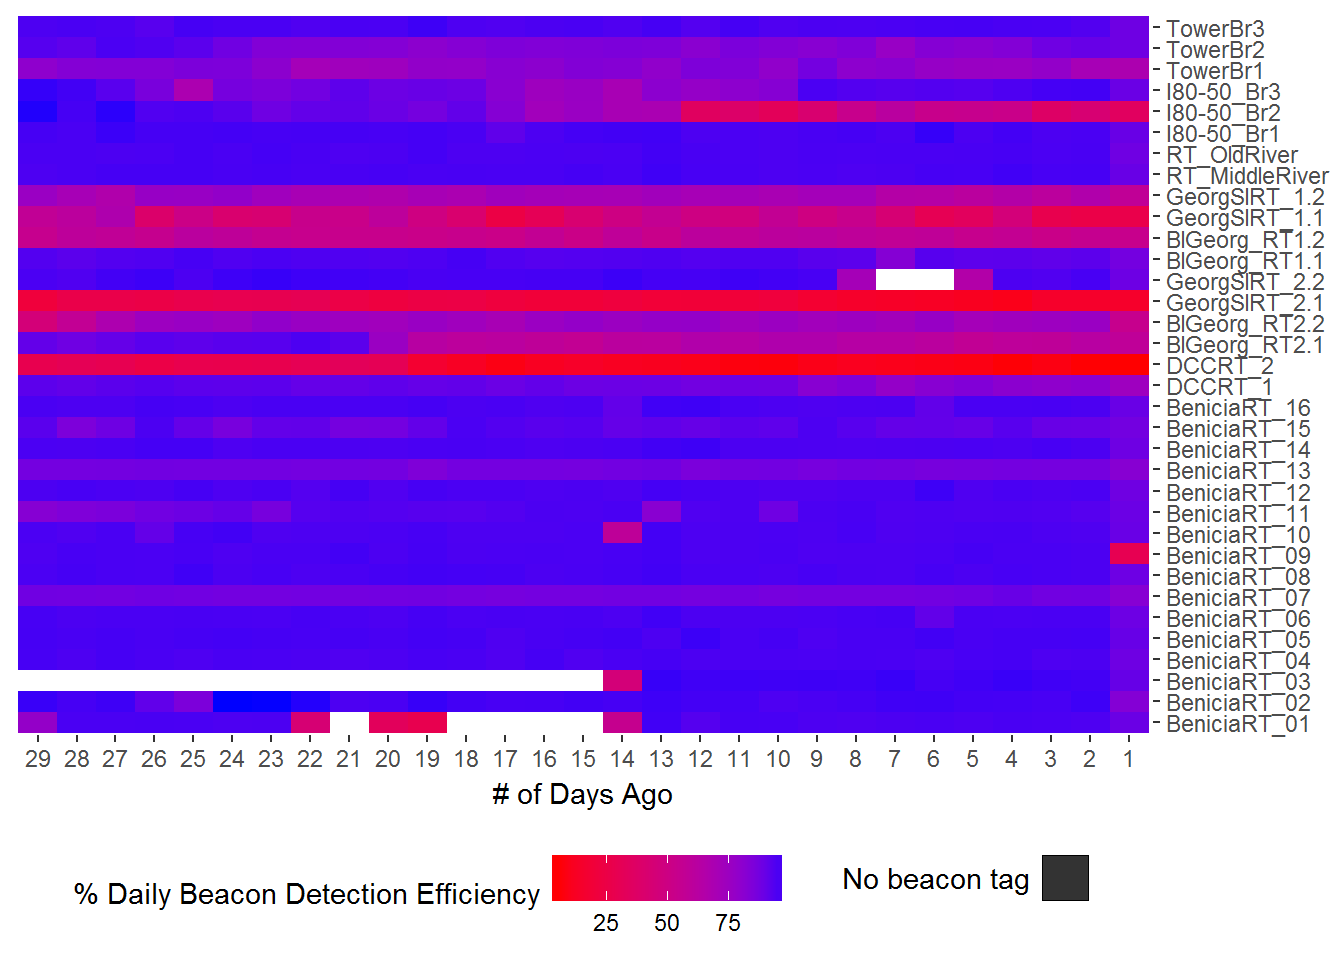 TowerBr3
TowerBr2
TowerBr1
I80-50_Br3
I80-50_Br2
I80-50_Br1
RT_OldRiver
RT_MiddleRiver
GeorgSlRT_1.2
GeorgSlRT_1.1
BlGeorg_RT1.2
BlGeorg_RT1.1
GeorgSlRT_2.2
GeorgSlRT_2.1
BlGeorg_RT2.2
BlGeorg_RT2.1
DCCRT_2
DCCRT_1
BeniciaRT_16
BeniciaRT_15
BeniciaRT_14
BeniciaRT_13
BeniciaRT_12
BeniciaRT_11
BeniciaRT_10
BeniciaRT_09
BeniciaRT_08
BeniciaRT_07
BeniciaRT_06
BeniciaRT_05
BeniciaRT_04
BeniciaRT_03
BeniciaRT_02
BeniciaRT_01
29 28 27 26 25 24 23 22 21 20 19 18 17 16 15 14 13 12 11 10 9 8 7 6 5 4 3 2 1
# of Days Ago
% Daily Beacon Detection Efficiency
25 50 75
No beacon tag